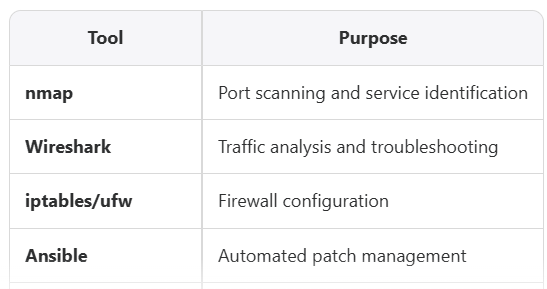 Tool Purpose
nmap Port scanning and service identification
Wireshark Traffic analysis and troubleshooting
iptables/ufw Firewall configuration
Ansible Automated patch management